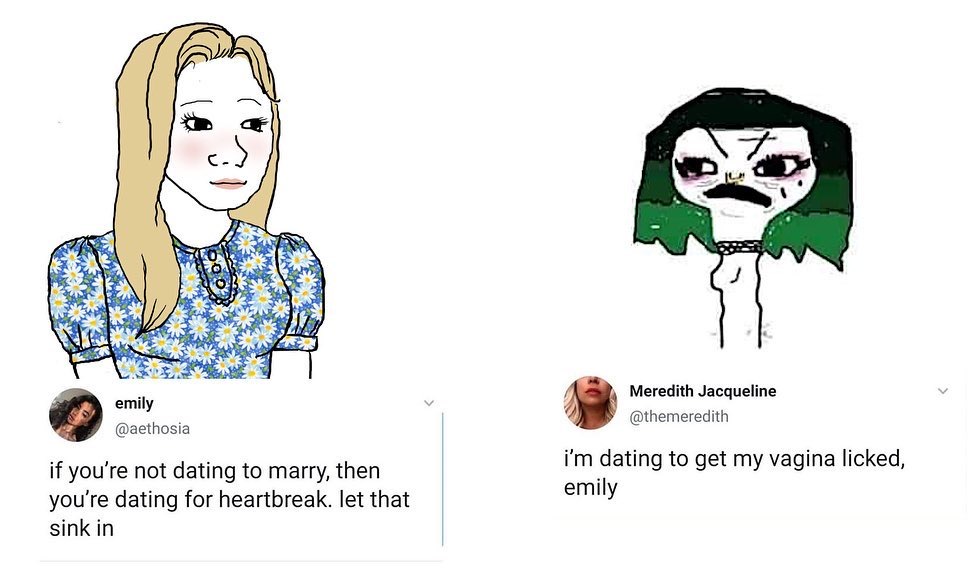 emily
@aethosia
if you’re not dating to marry, then
you’re dating for heartbreak. let that
sink in
Meredith Jacqueline
@themeredith
i’m dating to get my vagina licked,
emily